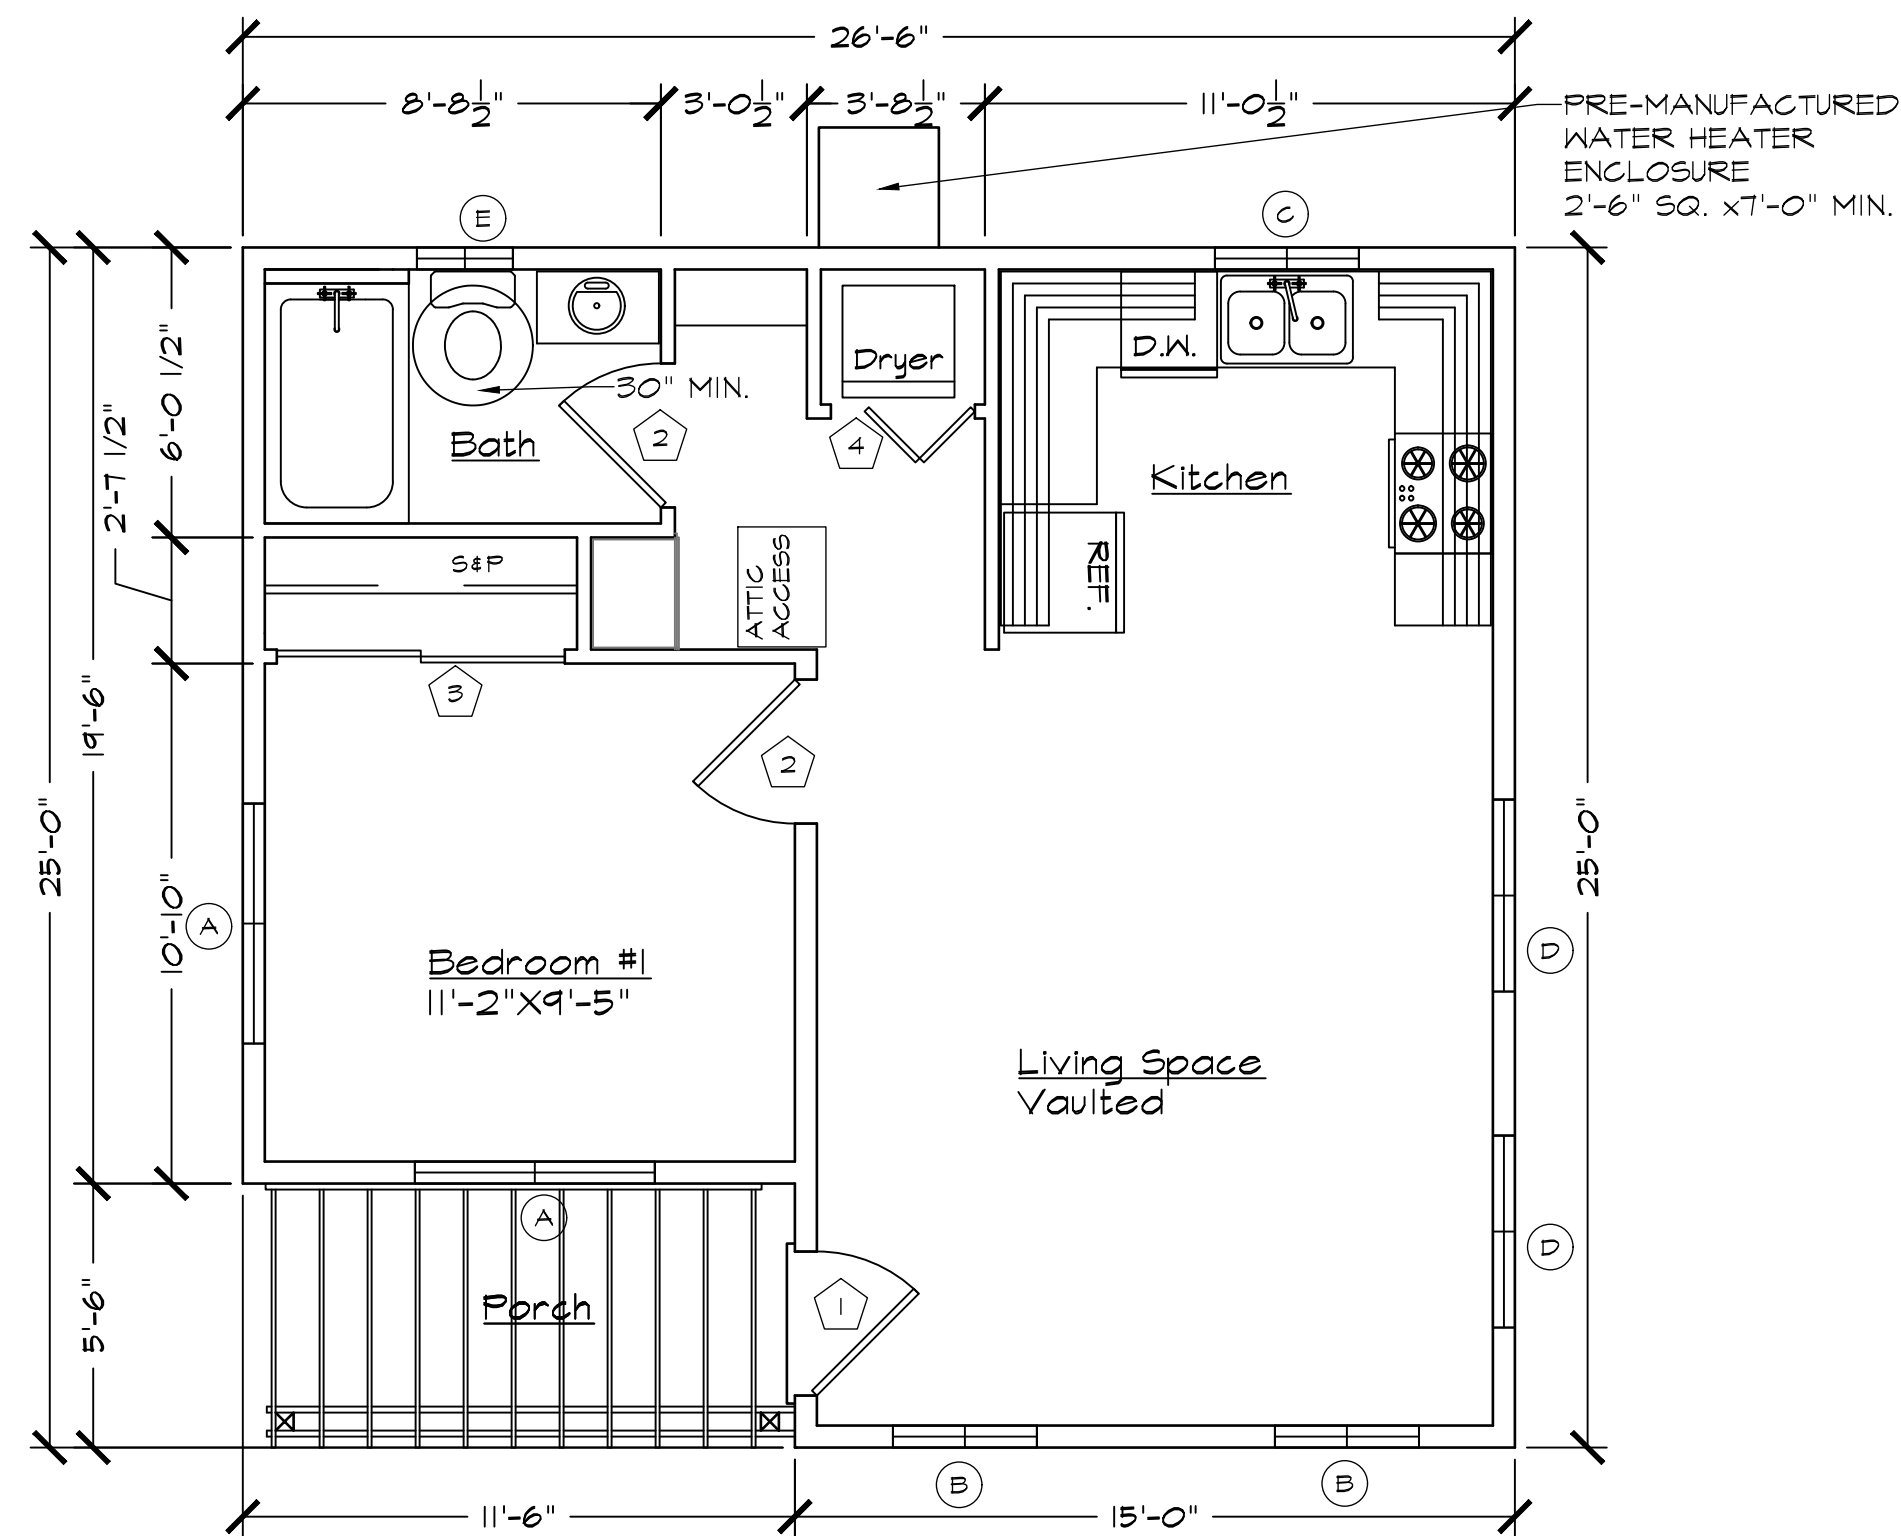 26'-6"
8'-8 1/2"
3'-0 1/2"
3'-8 1/2"
11'-0 1/2"
PRE-MANUFACTURED
WATER HEATER
ENCLOSURE
2'-6" SQ. x7'-0" MIN.
E
C
6'-0 1/2"
2'-7 1/2"
19'-6"
25'-0"
10'-10"
5'-6"
Dryer
D.W.
30" MIN.
Bath
2
4
Kitchen
S&P
ATTIC
ACCESS
REF.
3
2
25'-0"
A
Bedroom #1
11'-2"X9'-5"
D
Living Space
Vaulted
A
D
Porch
1
B
B
11'-6"
15'-0"